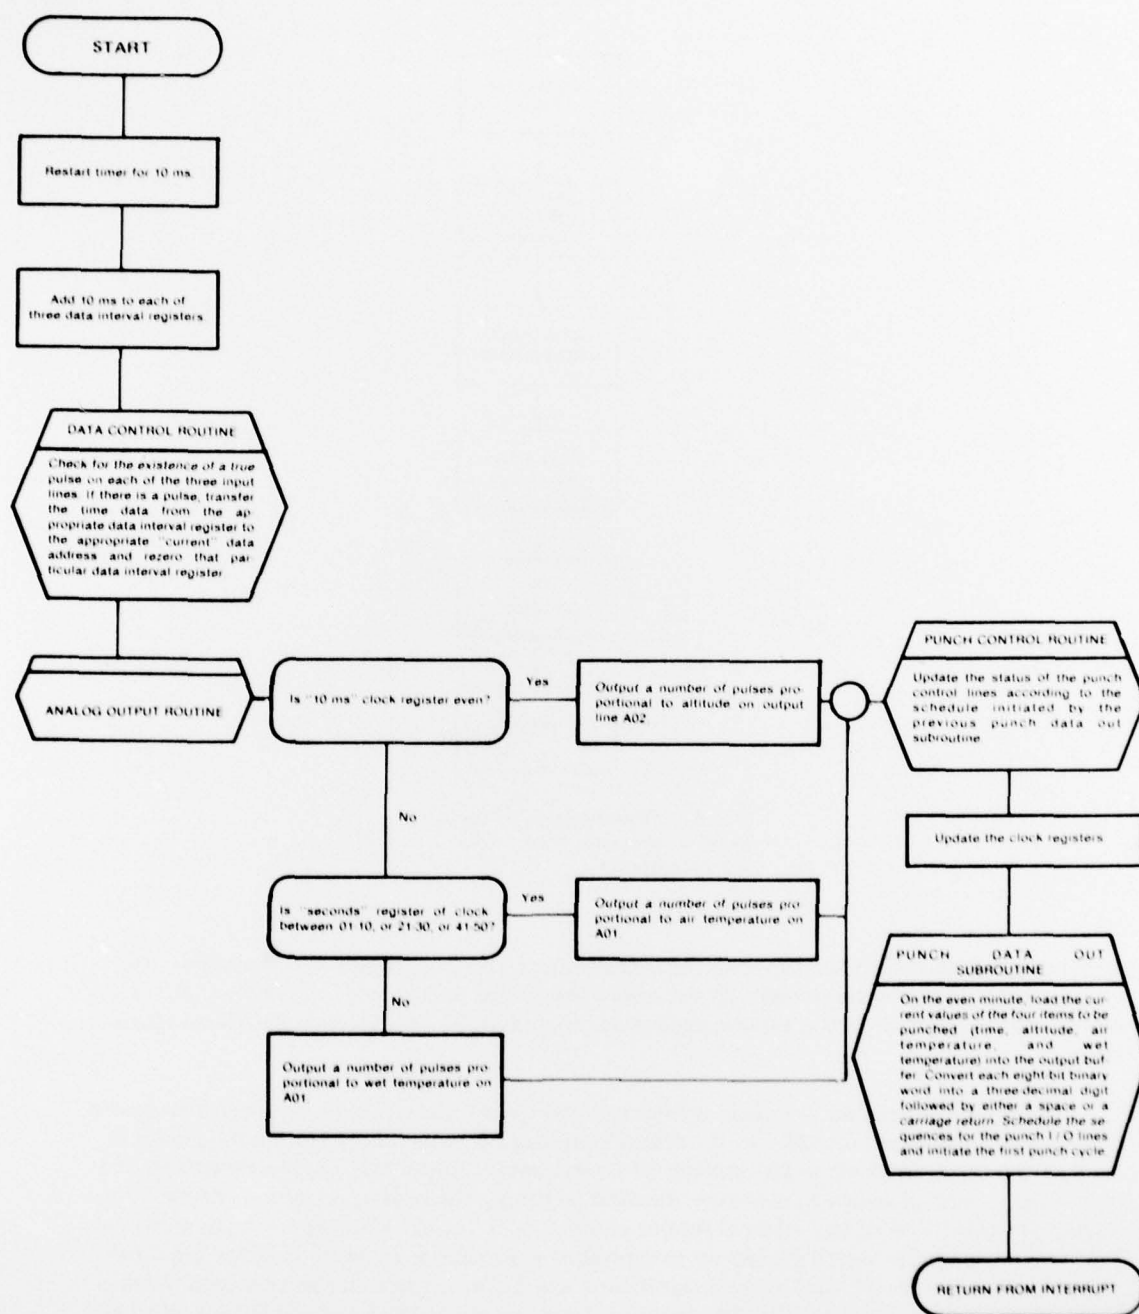 START
Restart timer for 10 ms.
Add 10 ms to each of
three data interval registers
DATA CONTROL ROUTINE
Check for the existence of a true
pulse on each of the three input
lines. If there is a pulse, transfer
the time data from the ap-
propriate data interval register to
the appropriate "current" data
address and rezero that par-
ticular data interval register
ANALOG OUTPUT ROUTINE
Is "10 ms" clock register even?
Yes
Output a number of pulses pro-
portional to altitude on output
line A02
No
Is "seconds" register of clock
between 01-10, or 21-30, or 41-50?
Yes
Output a number of pulses pro-
portional to air temperature on
A01
No
Output a number of pulses pro-
portional to wet temperature on
A01
PUNCH CONTROL ROUTINE
Update the status of the punch
control lines according to the
schedule initiated by the
previous punch data out
subroutine
Update the clock registers
PUNCH DATA OUT
SUBROUTINE
On the even minute, load the cur-
rent values of the four items to be
punched (time, altitude, air
temperature, and wet
temperature) into the output buf-
fer. Convert each eight bit binary
word into a three-decimal digit
followed by either a space or a
carriage return. Schedule the se-
quences for the punch I/O lines
and initiate the first punch cycle
RETURN FROM INTERRUPT